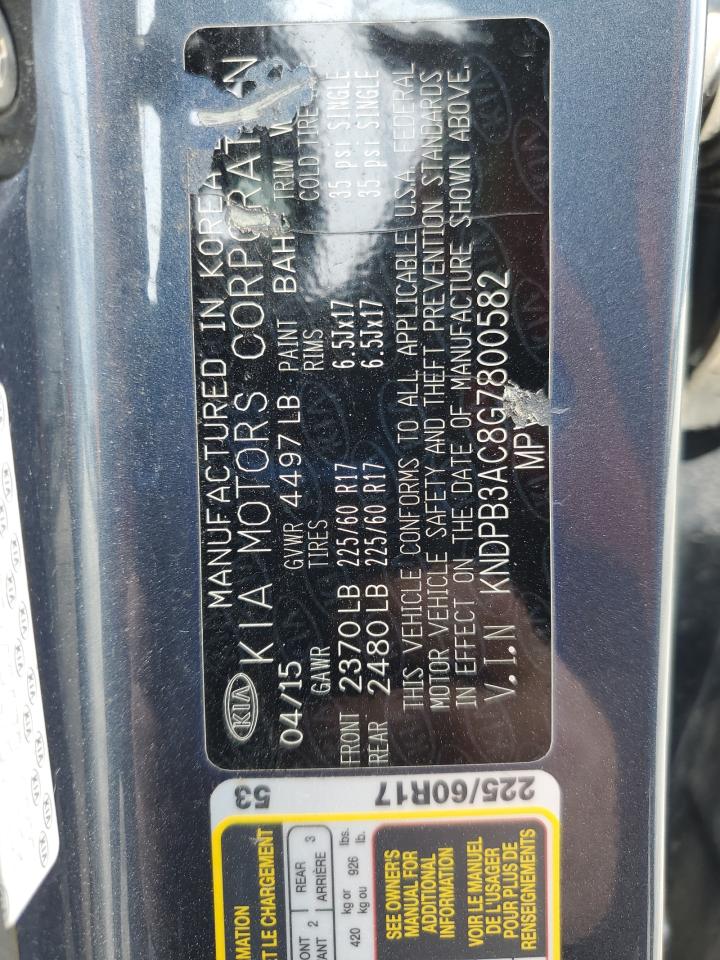 MANUFACTURED IN KOREA
KIA KIA MOTORS CORPORATION
04/15 GVWR 4497 LB PAINT BAH TRIM
GAWR TIRES RIMS COLD TIRE
FRONT 2370 LB 225/60 R17 6.5Jx17 35 psi SINGLE
REAR 2480 LB 225/60 R17 6.5Jx17 35 psi SINGLE
THIS VEHICLE CONFORMS TO ALL APPLICABLE U.S.A. FEDERAL
MOTOR VEHICLE SAFETY AND THEFT PREVENTION STANDARDS
IN EFFECT ON THE DATE OF MANUFACTURE SHOWN ABOVE.
V.I.N KNDPB3AC8G7800582
MP
53
225/60R17
ET LE CHARGEMENT
2 REAR 3
ARRIÈRE
420 kg or 926 lbs.
kg ou lb.
SEE OWNER'S
MANUAL FOR
ADDITIONAL
INFORMATION
VOIR LE MANUEL
DE L'USAGER
POUR PLUS DE
RENSEIGNEMENTS